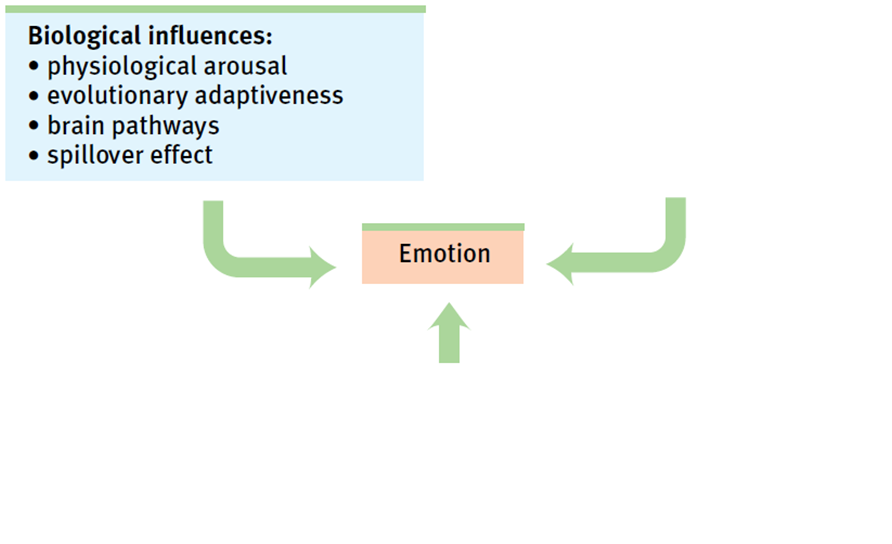 Biological influences:
• physiological arousal
• evolutionary adaptiveness
• brain pathways
• spillover effect
Emotion